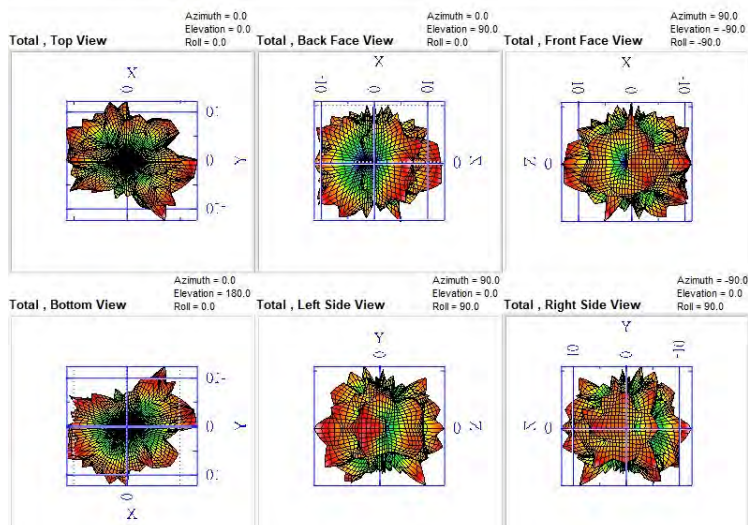 Azimuth = 0.0
Elevation = 0.0
Roll = 0.0
Total , Top View
Azimuth = 0.0
Elevation = 90.0
Roll = 0.0
Total , Back Face View
Azimuth = 90.0
Elevation = -90.0
Roll = -90.0
Total , Front Face View
X
0
0
Y
X
-10
10
0
Z
X
10
-10
0
Z
Azimuth = 0.0
Elevation = 180.0
Roll = 0.0
Total , Bottom View
Azimuth = 90.0
Elevation = 0.0
Roll = 90.0
Total , Left Side View
Azimuth = -90.0
Elevation = 0.0
Roll = 90.0
Total , Right Side View
0
Y
0
X
Y
0
0
Z
Y
10
0
-10
0
Z